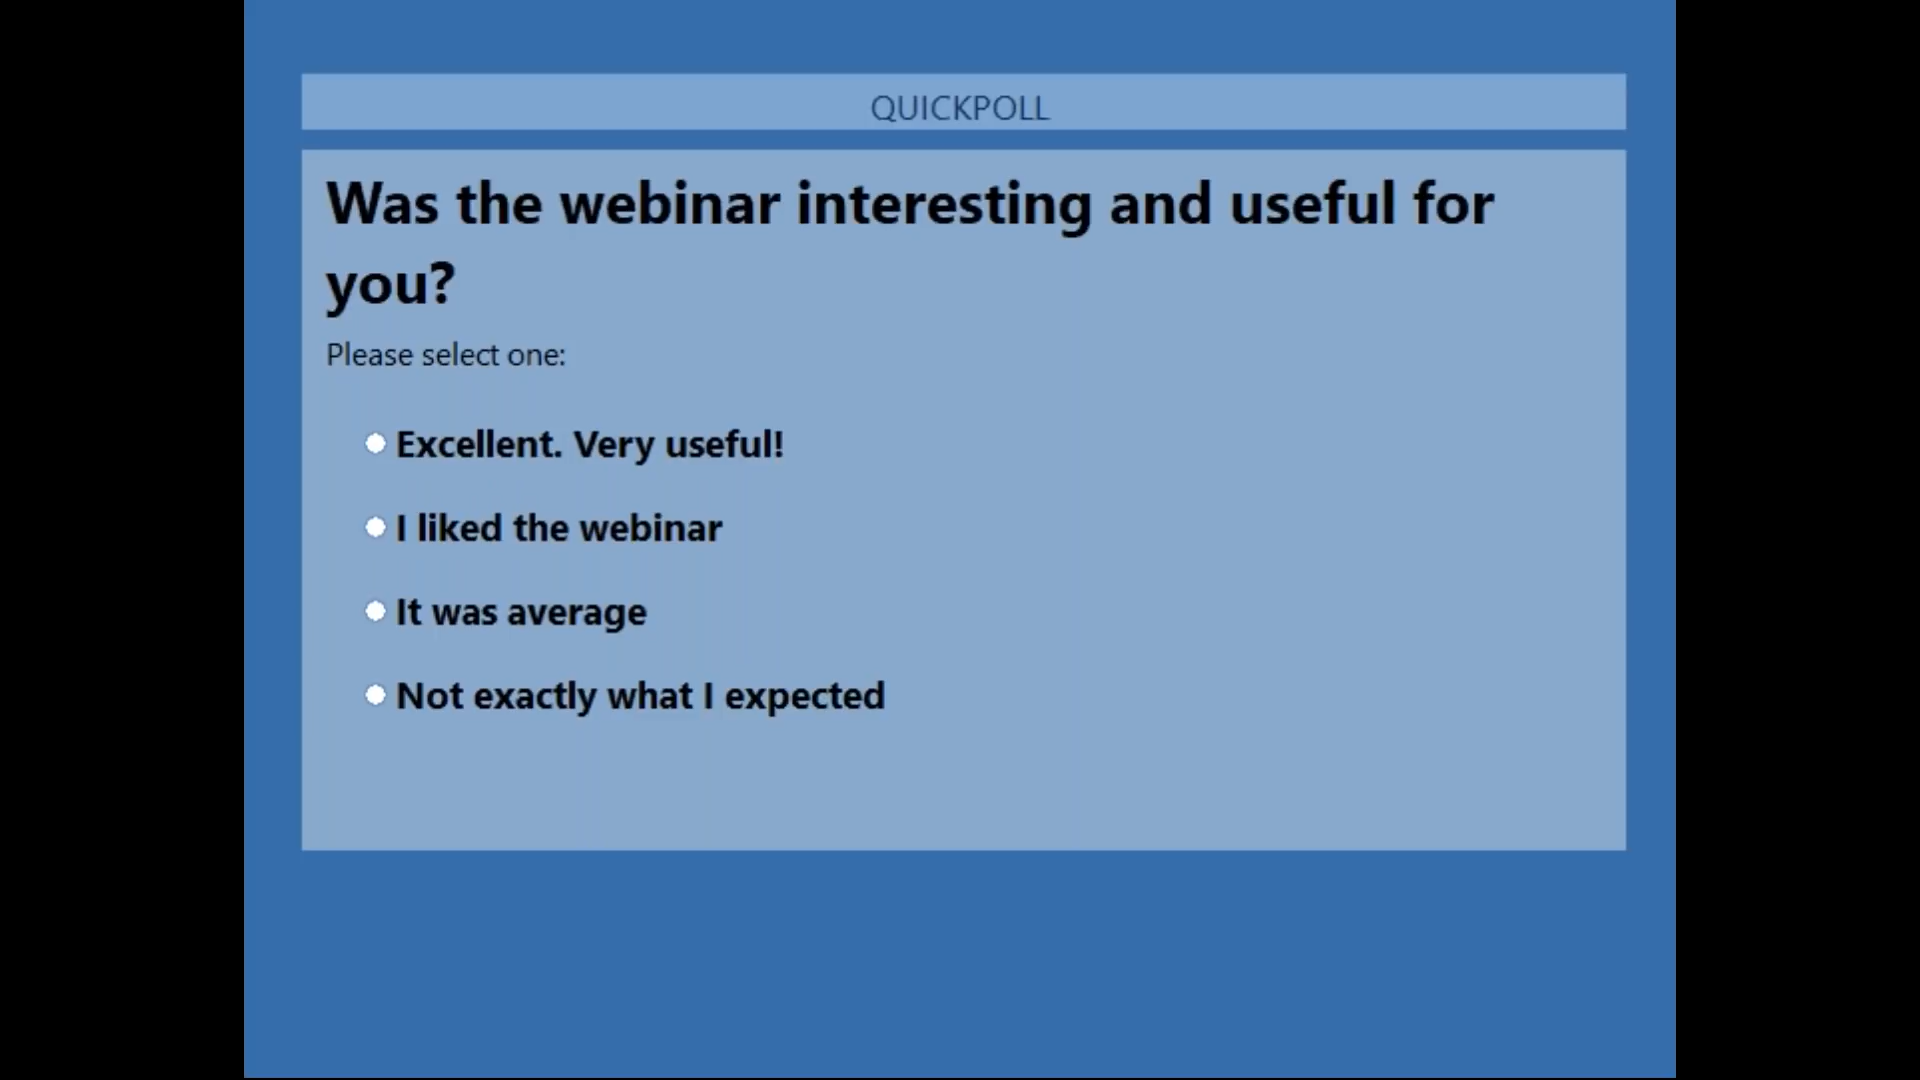 QUICKPOLL
Was the webinar interesting and useful for
you?
Please select one:
Excellent. Very useful!
I liked the webinar
It was average
Not exactly what I expected